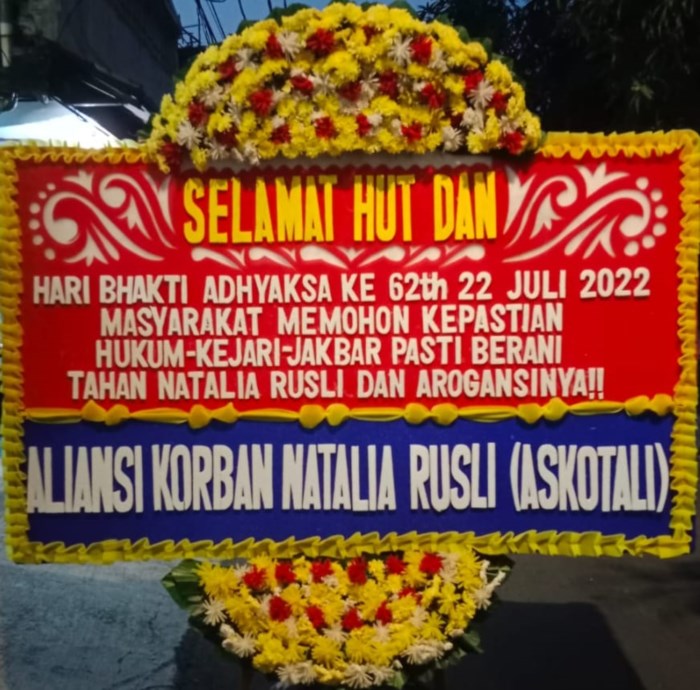 SELAMAT HUT DAN
HARI BHAKTI ADHYAKSA KE 62th 22 JULI 2022
MASYARAKAT MEMOHON KEPASTIAN
HUKUM-KEJARI-JAKBAR PASTI BERANI
TAHAN NATALIA RUSLI DAN AROGANSINYA!!
ALIANSI KORBAN NATALIA RUSLI (ASKOTALI)